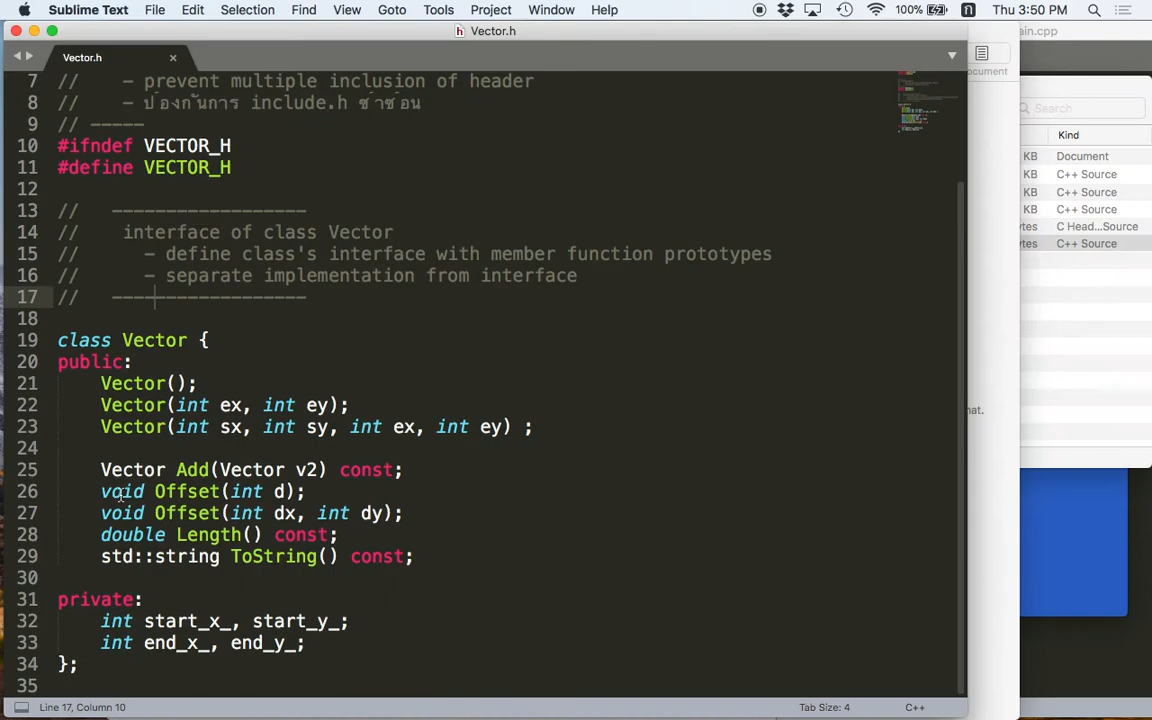 Sublime Text File Edit Selection Find View Goto Tools Project Window Help 100% Thu 3:50 PM
Vector.h
ain.cpp
Vector.h
ocument
Search
Kind
KB Document
KB C++ Source
KB C++ Source
KB C++ Source
KB C Head...Source
ytes C++ Source
7 // - prevent multiple inclusion of header
8 // - ป้องกันการ include.h ซ้ำซ้อน
9 // -----
10 #ifndef VECTOR_H
11 #define VECTOR_H
12
13 // ------------------
14 // interface of class Vector
15 // - define class's interface with member function prototypes
16 // - separate implementation from interface
17 // ------------------
18
19 class Vector {
20 public:
21 Vector();
22 Vector(int ex, int ey);
23 Vector(int sx, int sy, int ex, int ey) ;
24
25 Vector Add(Vector v2) const;
26 void Offset(int d);
27 void Offset(int dx, int dy);
28 double Length() const;
29 std::string ToString() const;
30
31 private:
32 int start_x_, start_y_;
33 int end_x_, end_y_;
34 };
35
at.
Line 17, Column 10 Tab Size: 4 C++